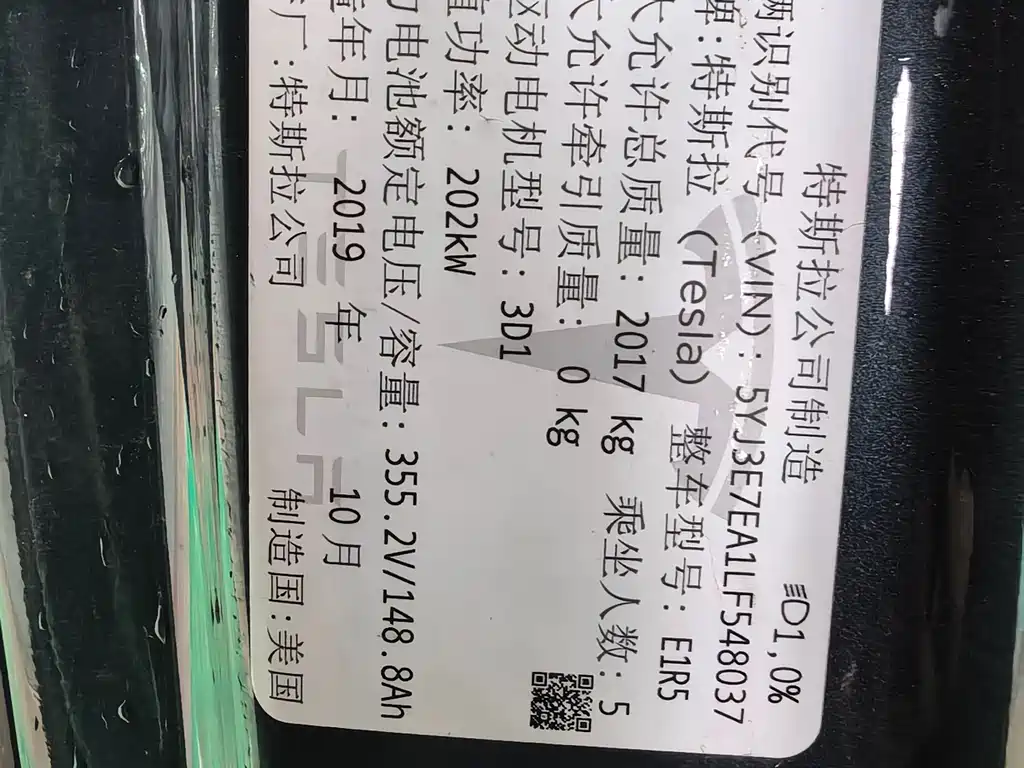 特斯拉公司制造
1,0%
辆识别代号 (VIN): 5YJ3E7EA1LF548037
牌:特斯拉 (Tesla) 整车型号: E1R5
大允许总质量: 2017 kg 乘坐人数: 5
大允许牵引质量: 0 kg
驱动电机型号: 3D1
值功率: 202kW
力电池额定电压/容量: 355.2V/148.8Ah
造年月: 2019 年 10 月
厂:特斯拉公司 制造国:美国
TESLA